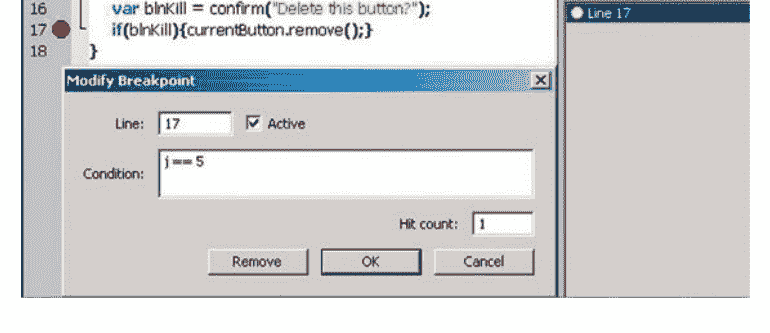 16 var blnKill = confirm("Delete this button?");
17 if(blnKill){currentButton.remove();}
18 }
Line 17
Modify Breakpoint
Line: 17 Active
Condition: j == 5
Hit count: 1
Remove OK Cancel